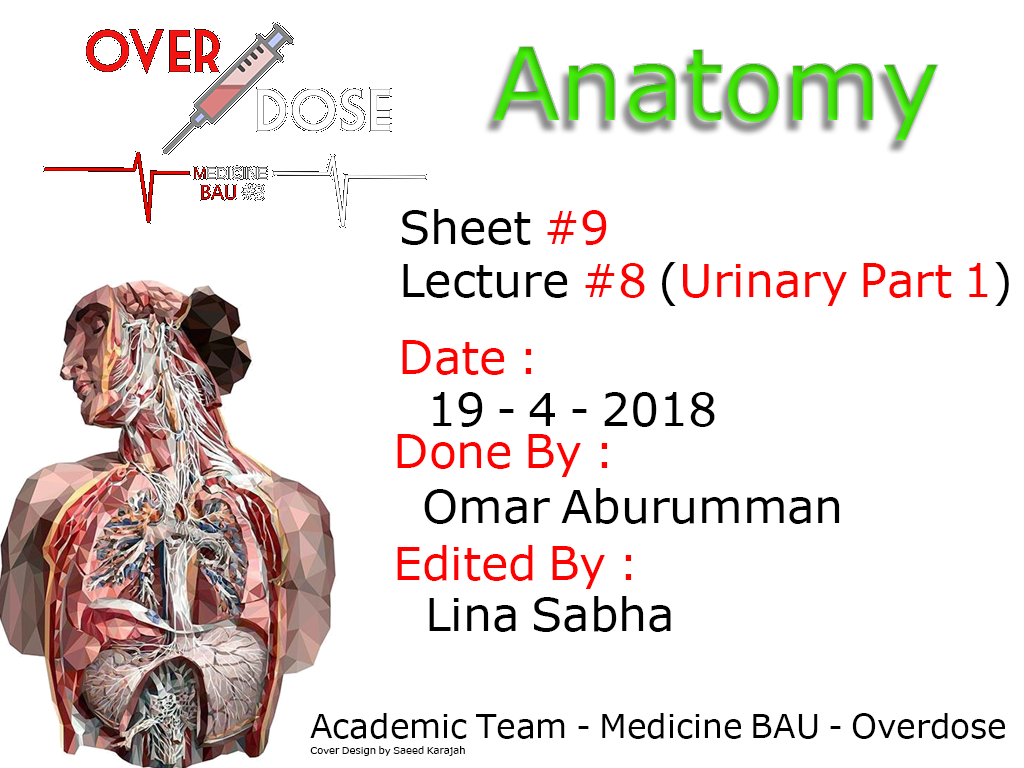 OVER
DOSE
MEDICINE
BAU #8
Anatomy
Sheet #9
Lecture #8 (Urinary Part 1)
Date :
19 - 4 - 2018
Done By :
Omar Aburumman
Edited By :
Lina Sabha
Academic Team - Medicine BAU - Overdose
Cover Design by Saeed Karajah